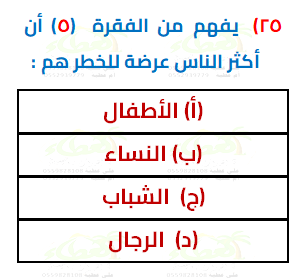 ٢٥) يفهم من الفقرة (٥) أن
أكثر الناس عرضة للخطر هم :
(أ) الأطفال
(ب) النساء
(ج) الشباب
(د) الرجال